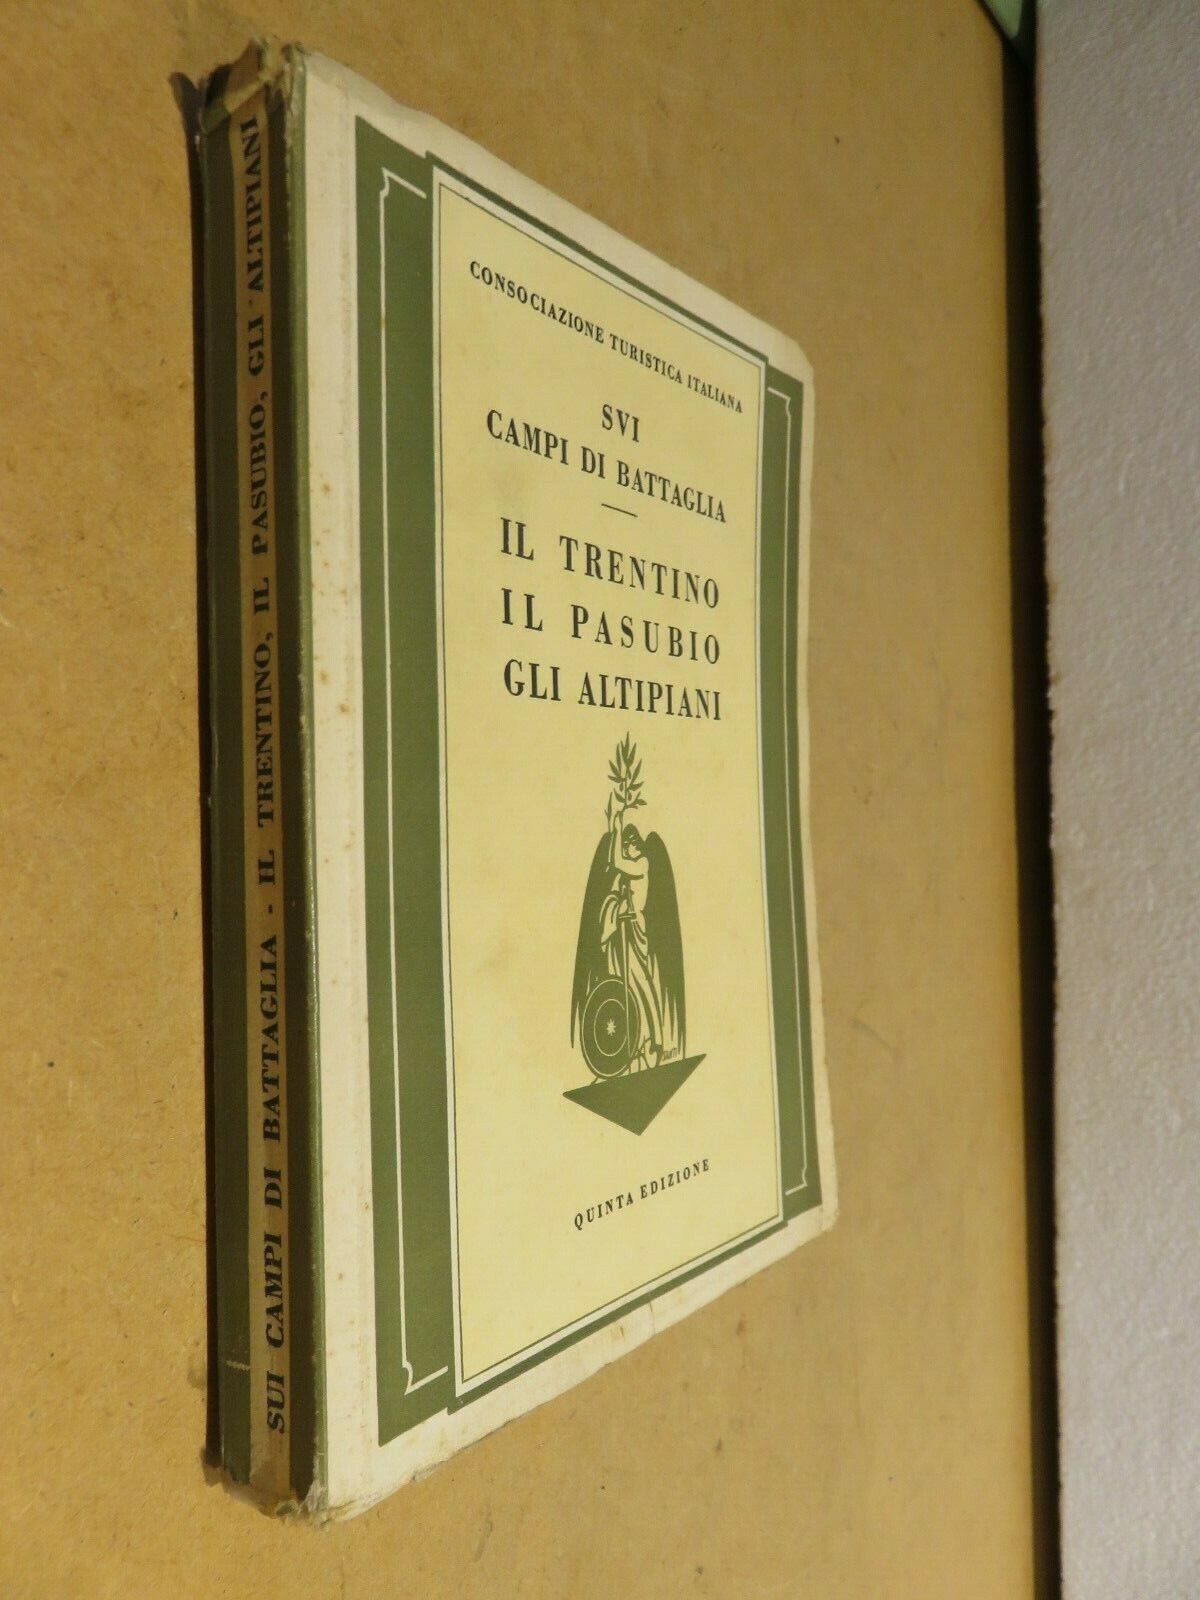 CONSOCIAZIONE TURISTICA ITALIANA
SVI
CAMPI DI BATTAGLIA
IL TRENTINO
IL PASUBIO
GLI ALTIPIANI
QUINTA EDIZIONE
SUI CAMPI DI BATTAGLIA - IL TRENTINO, IL PASUBIO, GLI ALTIPIANI